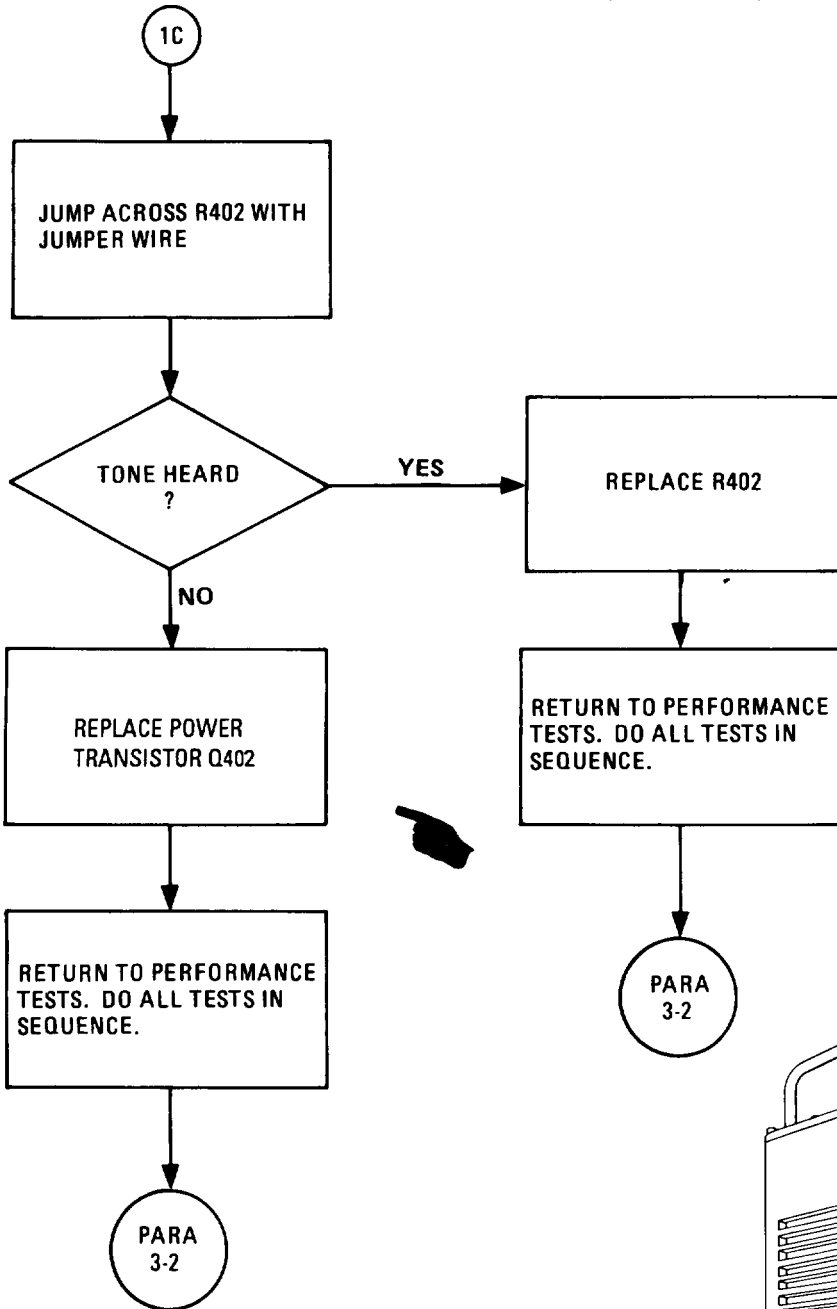 1C
JUMP ACROSS R402 WITH
JUMPER WIRE
TONE HEARD
?
YES
REPLACE R402
NO
REPLACE POWER
TRANSISTOR Q402
RETURN TO PERFORMANCE
TESTS. DO ALL TESTS IN
SEQUENCE.
RETURN TO PERFORMANCE
TESTS. DO ALL TESTS IN
SEQUENCE.
PARA
3-2
PARA
3-2